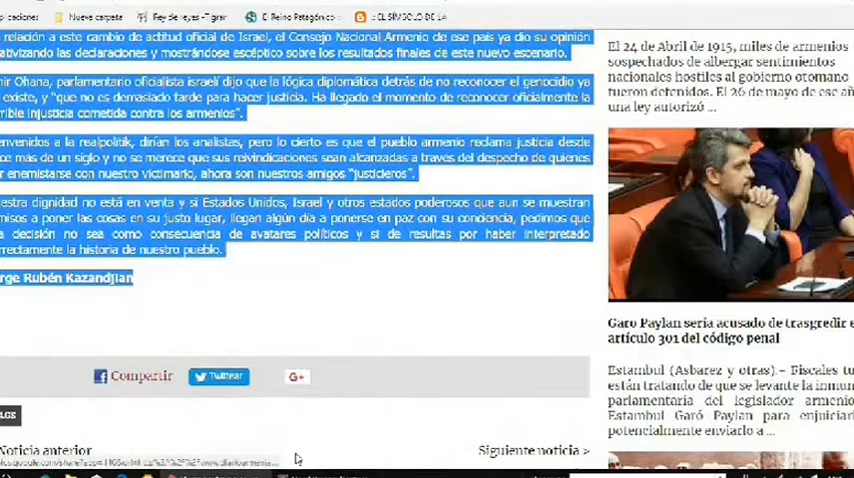 Nueva carpeta
Rey de reyes -Tigrar
El Reino Patagónico
.: EL SÍMBOLO DE LA
relación a este cambio de actitud oficial de Israel, el Consejo Nacional Armenio de ese país ya dio su opinión
ativizando las declaraciones y mostrándose escéptico sobre los resultados finales de este nuevo escenario.
ir Ohana, parlamentario oficialista israelí dijo que la lógica diplomática detrás de no reconocer el genocidio ya
existe, y "que no es demasiado tarde para hacer justicia. Ha llegado el momento de reconocer oficialmente la
rrible injusticia cometida contra los armenios".
envenidos a la realpolitik, dirían los analistas, pero lo cierto es que el pueblo armenio reclama justicia desde
ce más de un siglo y no se merece que sus reivindicaciones sean alcanzadas a través del despecho de quienes
r enemistarse con nuestro victimario, ahora son nuestros amigos "justicieros".
estra dignidad no está en venta y si Estados Unidos, Israel y otros estados poderosos que aun se muestran
misos a poner las cosas en su justo lugar, llegan algún día a ponerse en paz con su conciencia, pedimos que
a decisión no sea como consecuencia de avatares políticos y si de resultas por haber interpretado
rrectamente la historia de nuestro pueblo.
rge Rubén Kazandjian
Compartir
Twittear
G+
AGS
Noticia anterior
Siguiente noticia >
El 24 de Abril de 1915, miles de armenios
sospechados de albergar sentimientos
nacionales hostiles al gobierno otomano
fueron detenidos. El 26 de mayo de ese añ
una ley autorizó ...
Garo Paylan sería acusado de trasgredir e
artículo 301 del código penal
Estambul (Asbarez y otras).- Fiscales tu
están tratando de que se levante la inmun
parlamentaria del legislador armenio
Estambul Garó Paylan para enjuiciar
potencialmente enviarlo a ...